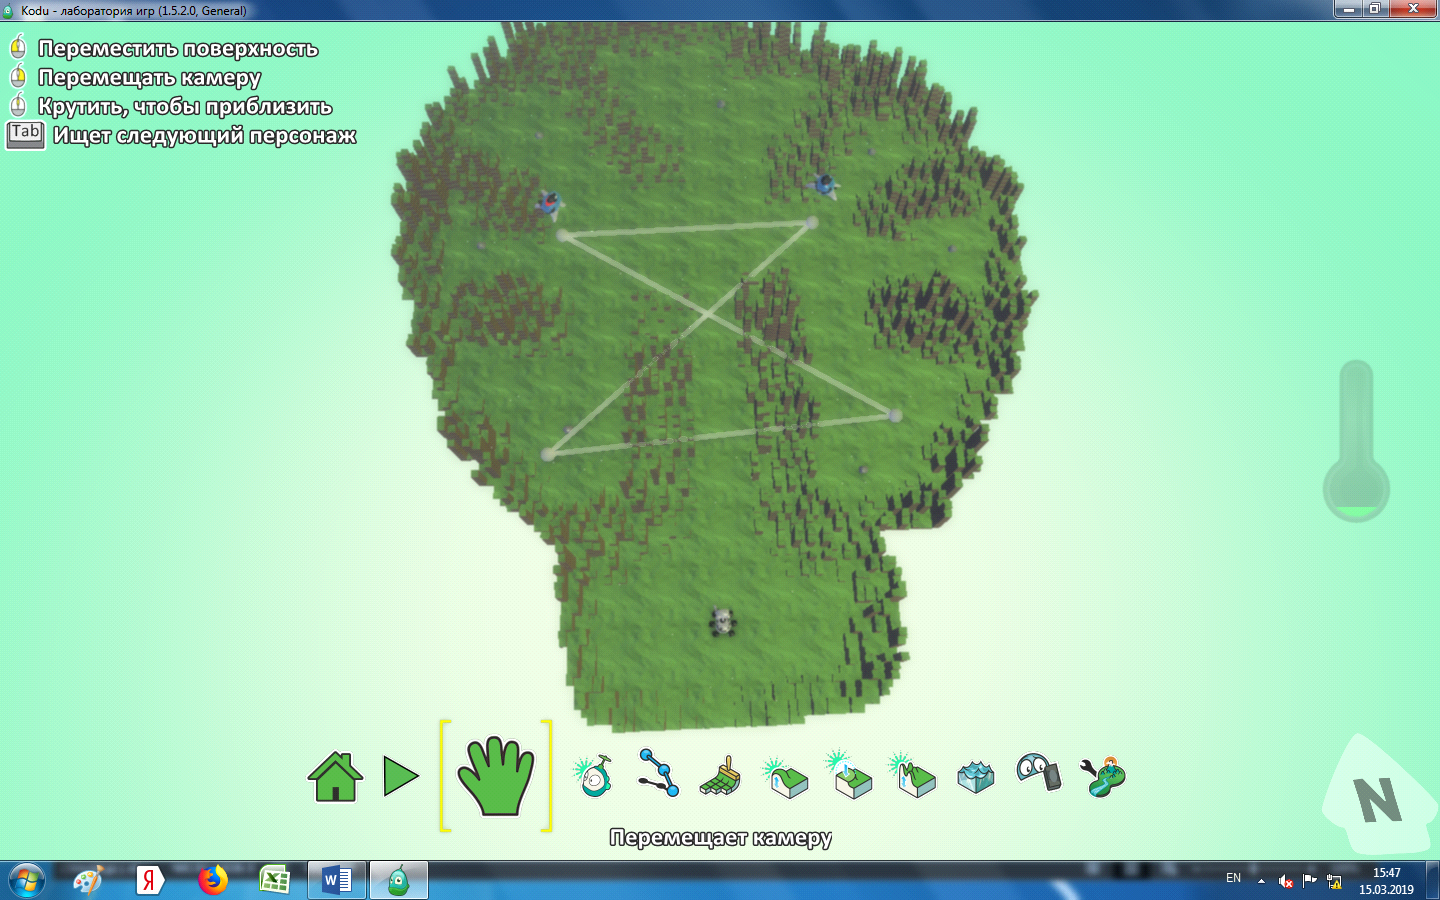 Kodu - лаборатория игр (1.5.2.0, General)
Переместить поверхность
Перемещать камеру
Крутить, чтобы приблизить
Tab Ищет следующий персонаж
N
Перемещает камеру
Я
W
EN
15:47
15.03.2019